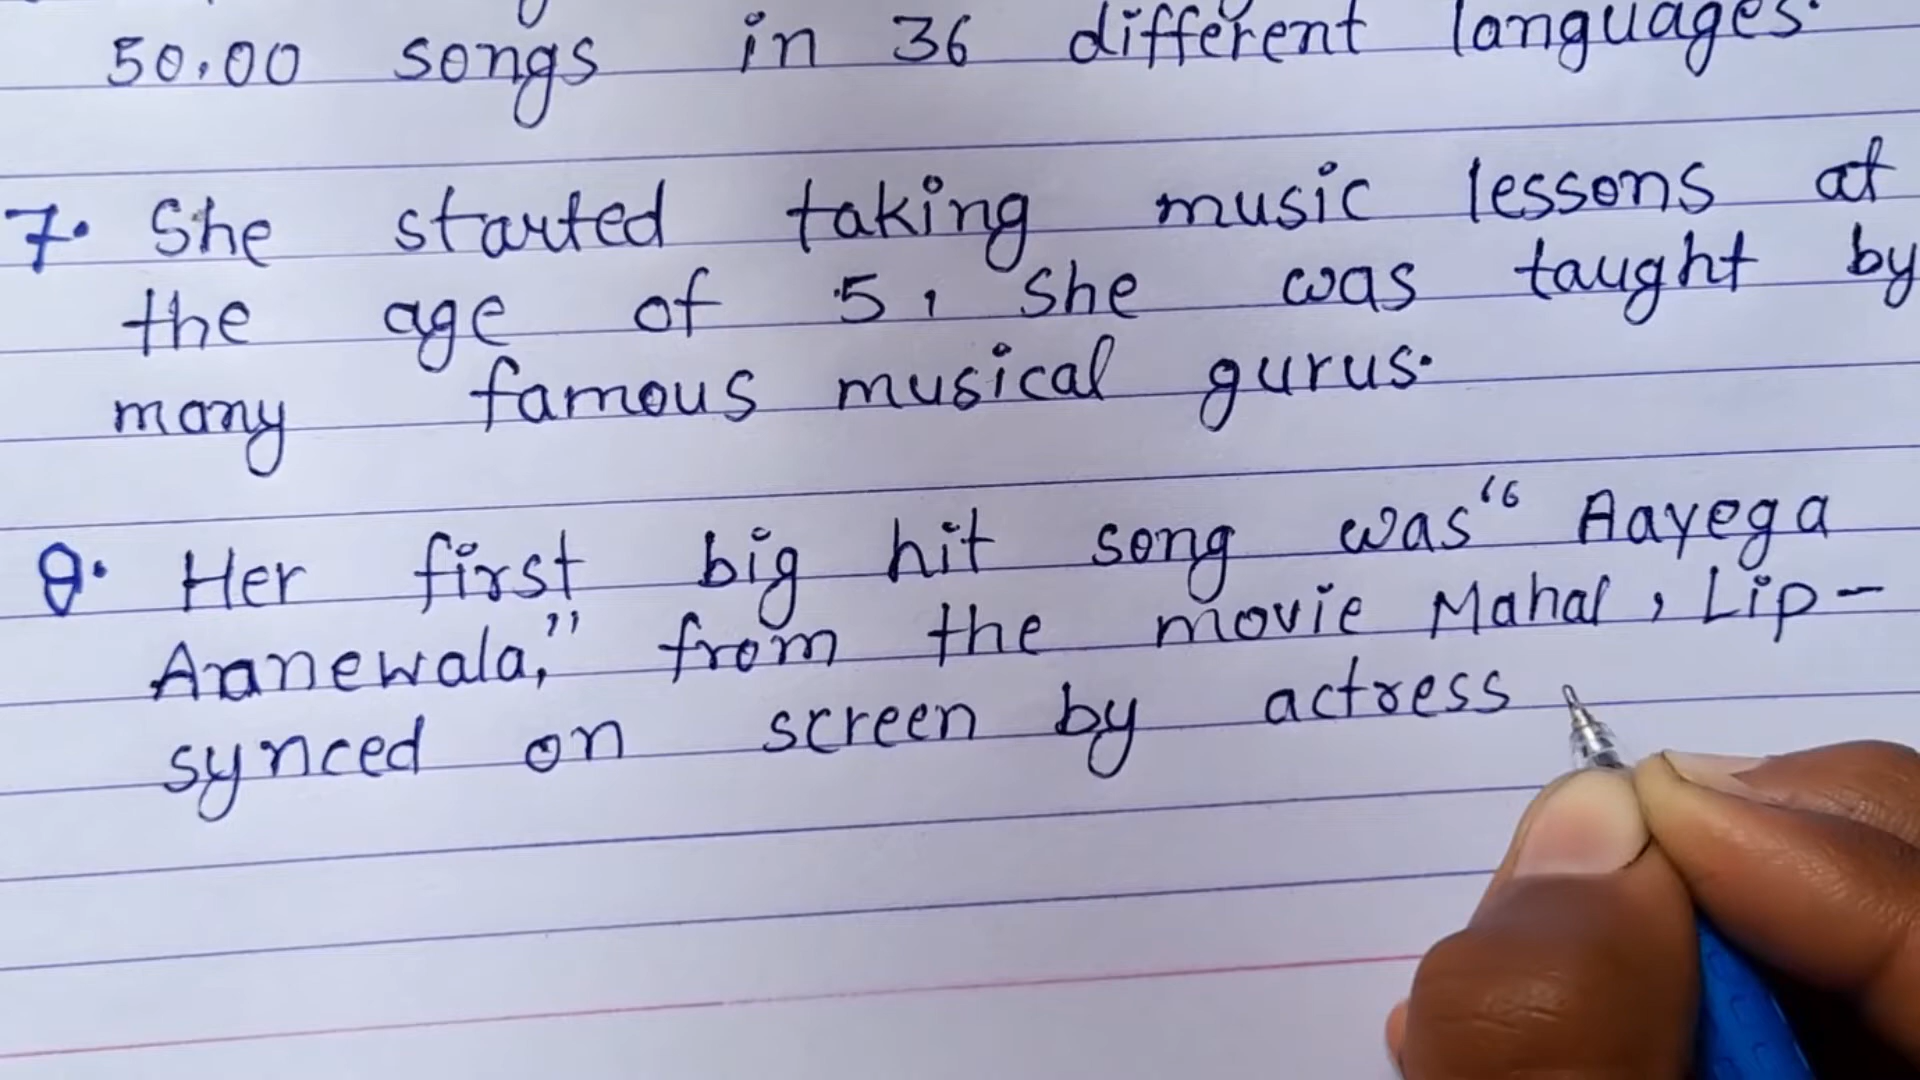 50.00 songs in 36 different languages.
7. She started taking music lessons at
the age of 5, She was taught by
many famous musical gurus.
8. Her first big hit song was “ Aayega
Aanewala,” from the movie Mahal, Lip-
synced on screen by actress